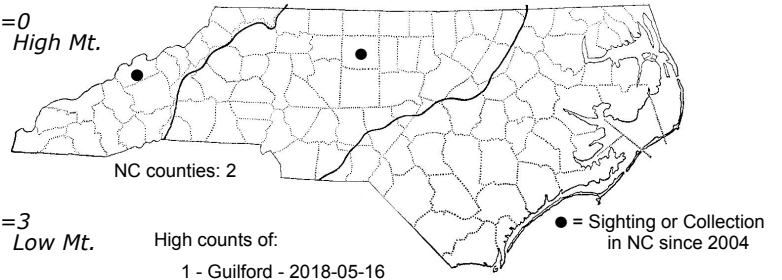 =0
High Mt.
NC counties: 2
=3
Low Mt.
High counts of:
1 - Guilford - 2018-05-16
● = Sighting or Collection
in NC since 2004